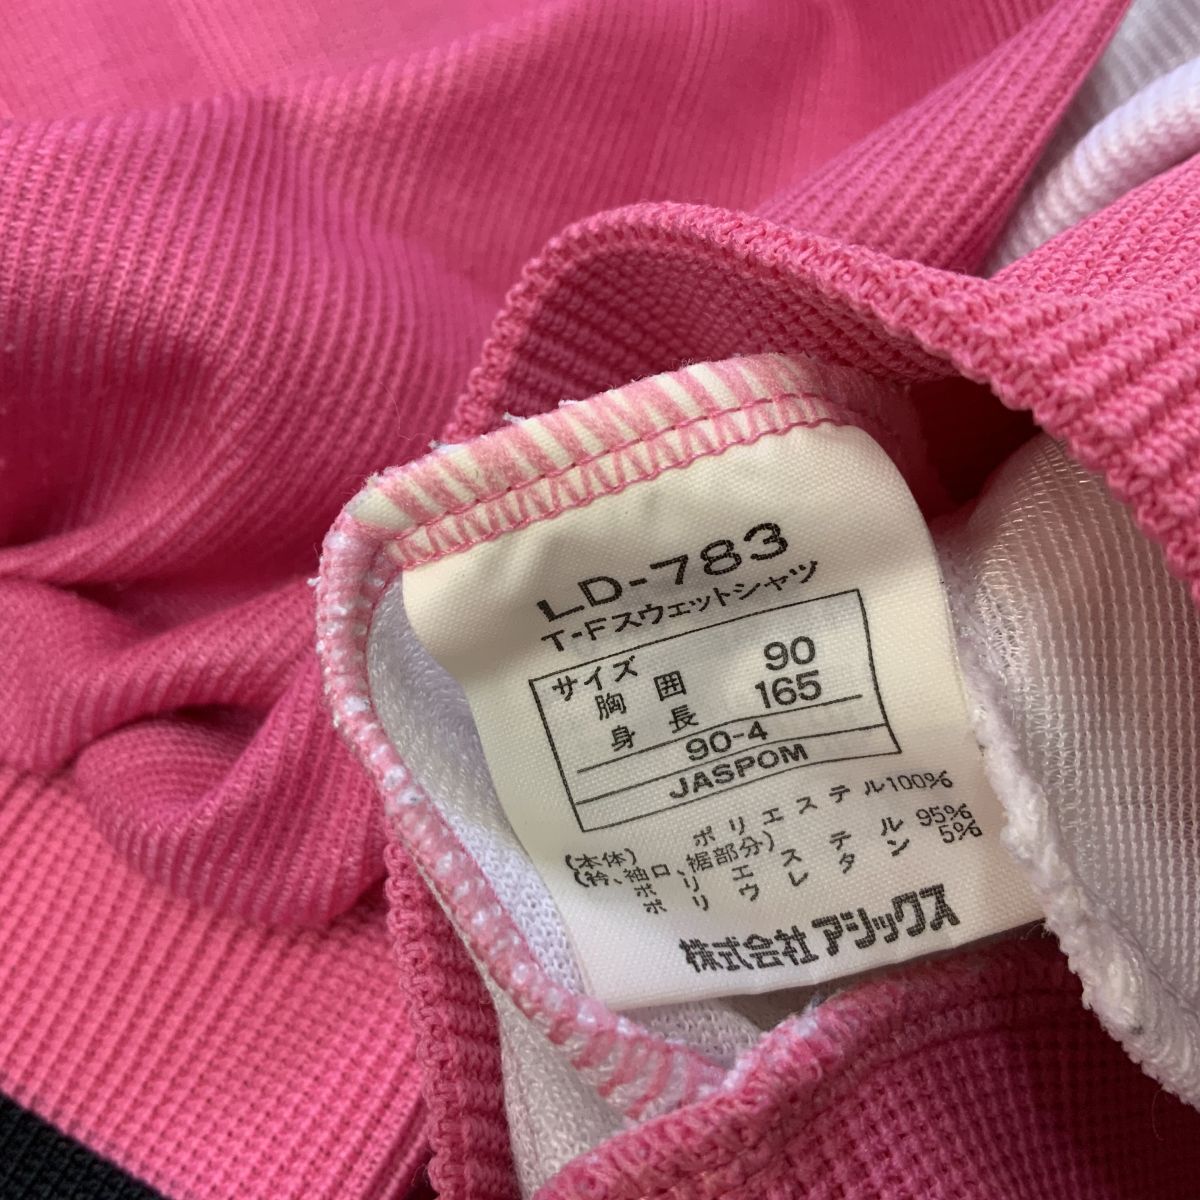 LD-783
T-Fスウェットシャツ
サイズ
胸囲 90
身長 165
90-4
JASPOM
(本体) ポリエステル100%
(衿、袖口、裾部分)
ポリエステル 95%
ポリウレタン 5%
株式会社アシックス